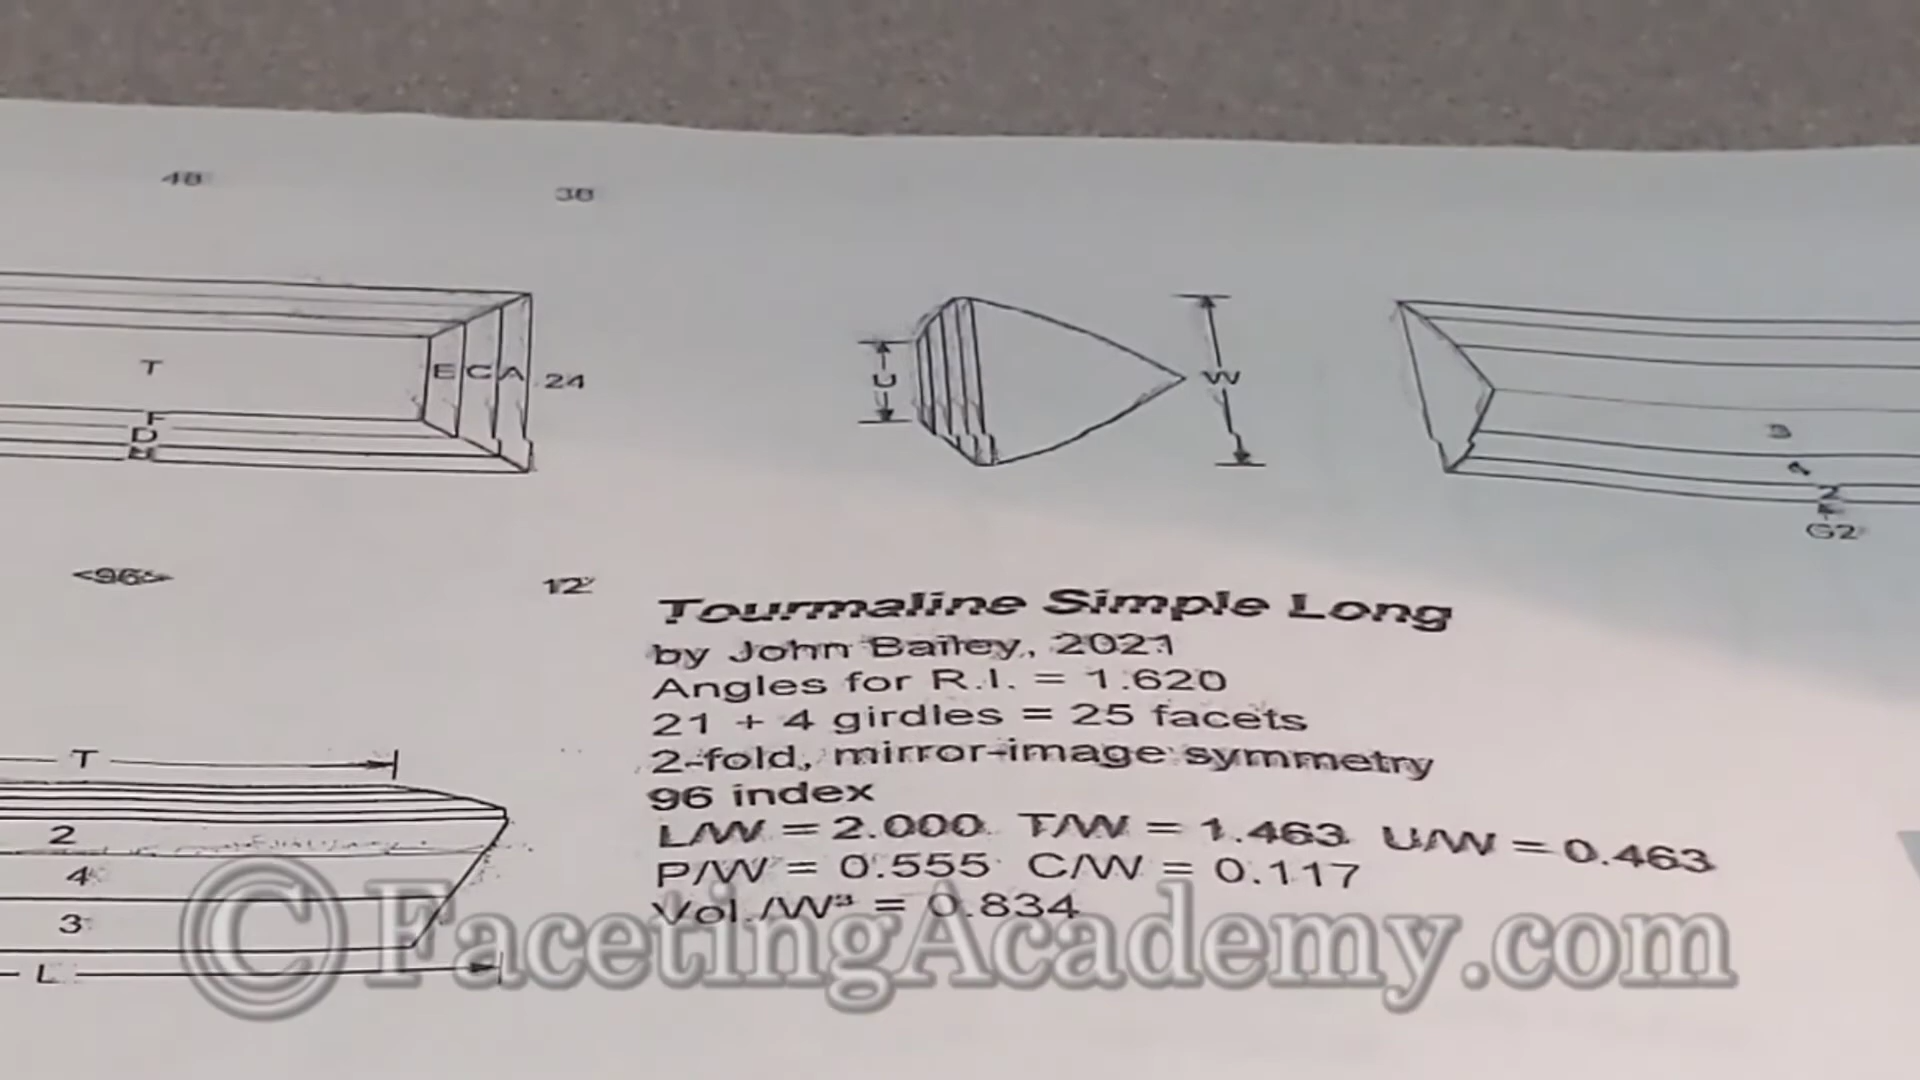 48
T
E C A
24
F
D
U
W
3
4
2
G2
<96>
12
Tourmaline Simple Long
by John Bailey, 2021
Angles for R.I. = 1.620
21 + 4 girdles = 25 facets
2-fold, mirror-image symmetry
96 index
L/W = 2.000 T/W = 1.463 U/W = 0.463
P/W = 0.555 C/W = 0.117
Vol./W³ = 0.834
T
2
4
3
L
© FacetingAcademy.com